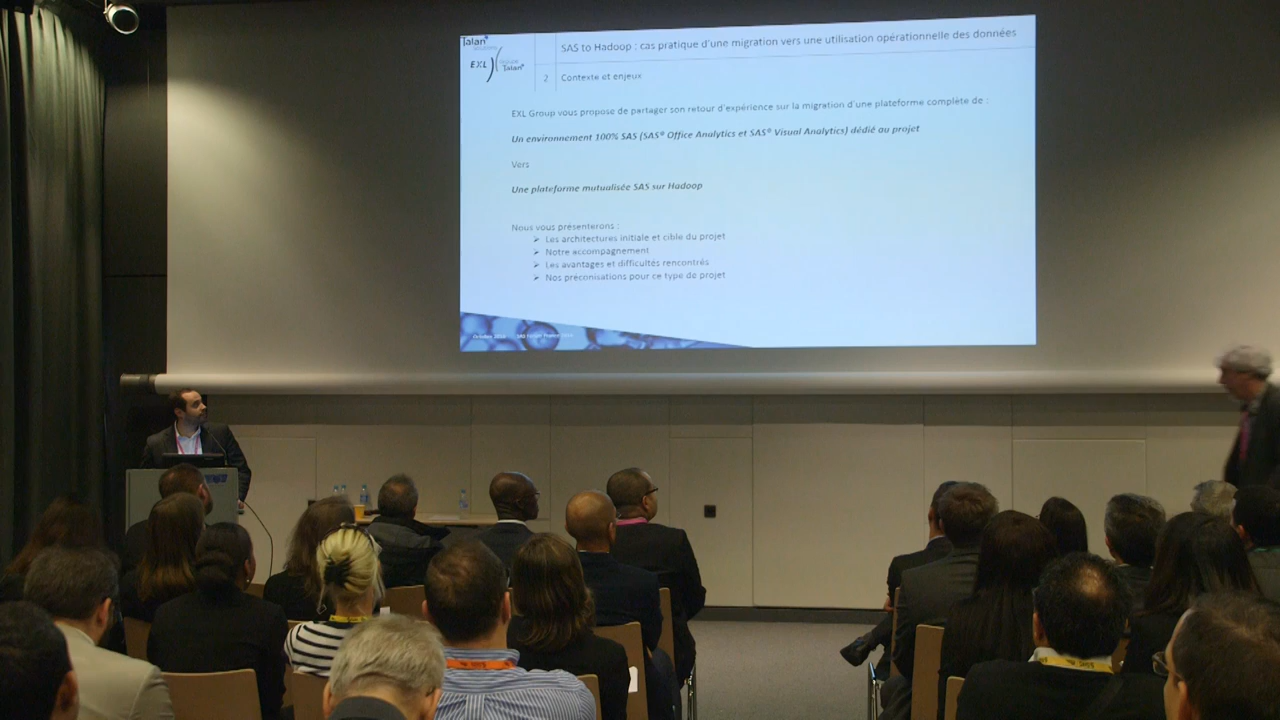 Talan
SOLUTIONS
EXL
GROUPE
Talan
SAS to Hadoop : cas pratique d'une migration vers une utilisation opérationnelle des données
2
Contexte et enjeux
EXL Group vous propose de partager son retour d'expérience sur la migration d'une plateforme complète de :
Un environnement 100% SAS (SAS® Office Analytics et SAS® Visual Analytics) dédié au projet
Vers
Une plateforme mutualisée SAS sur Hadoop
Nous vous présenterons :
➢ Les architectures initiale et cible du projet
➢ Notre accompagnement
➢ Les avantages et difficultés rencontrés
➢ Nos préconisations pour ce type de projet